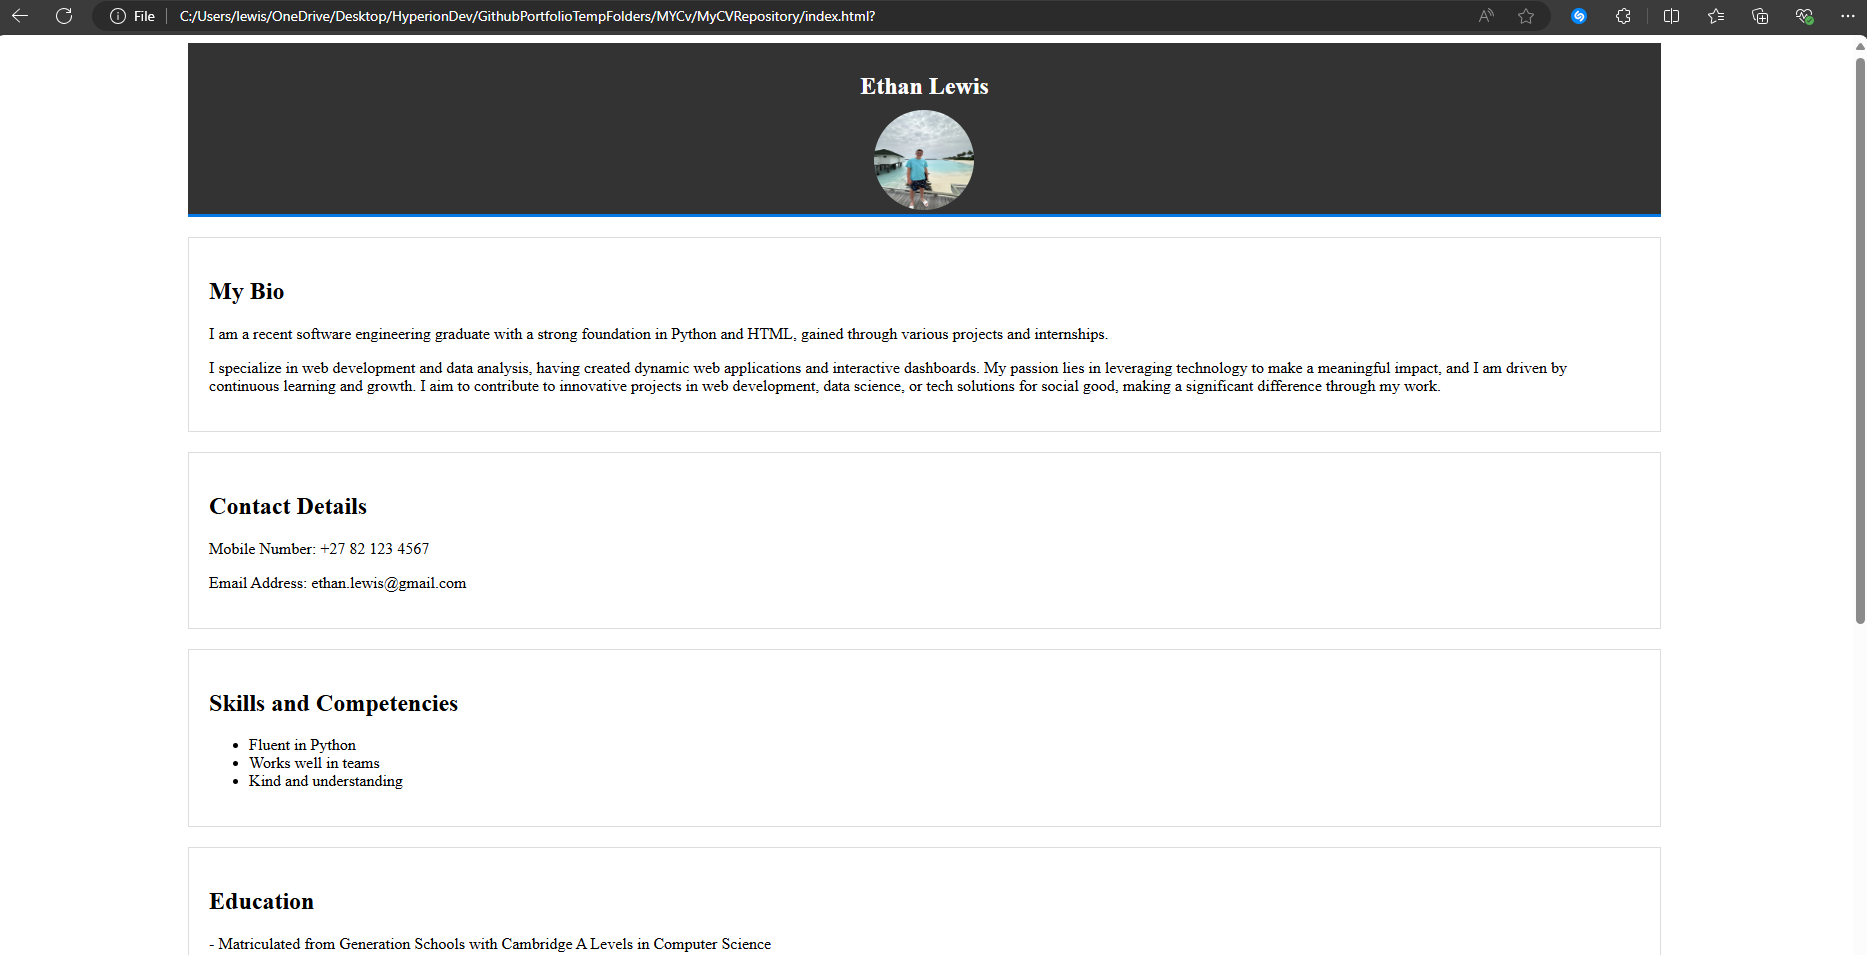 File
C:/Users/lewis/OneDrive/Desktop/HyperionDev/GithubPortfolioTempFolders/MYCv/MyCVRepository/index.html?
Ethan Lewis
My Bio
I am a recent software engineering graduate with a strong foundation in Python and HTML, gained through various projects and internships.
I specialize in web development and data analysis, having created dynamic web applications and interactive dashboards. My passion lies in leveraging technology to make a meaningful impact, and I am driven by
continuous learning and growth. I aim to contribute to innovative projects in web development, data science, or tech solutions for social good, making a significant difference through my work.
Contact Details
Mobile Number: +27 82 123 4567
Email Address: ethan.lewis@gmail.com
Skills and Competencies
• Fluent in Python
• Works well in teams
• Kind and understanding
Education
- Matriculated from Generation Schools with Cambridge A Levels in Computer Science